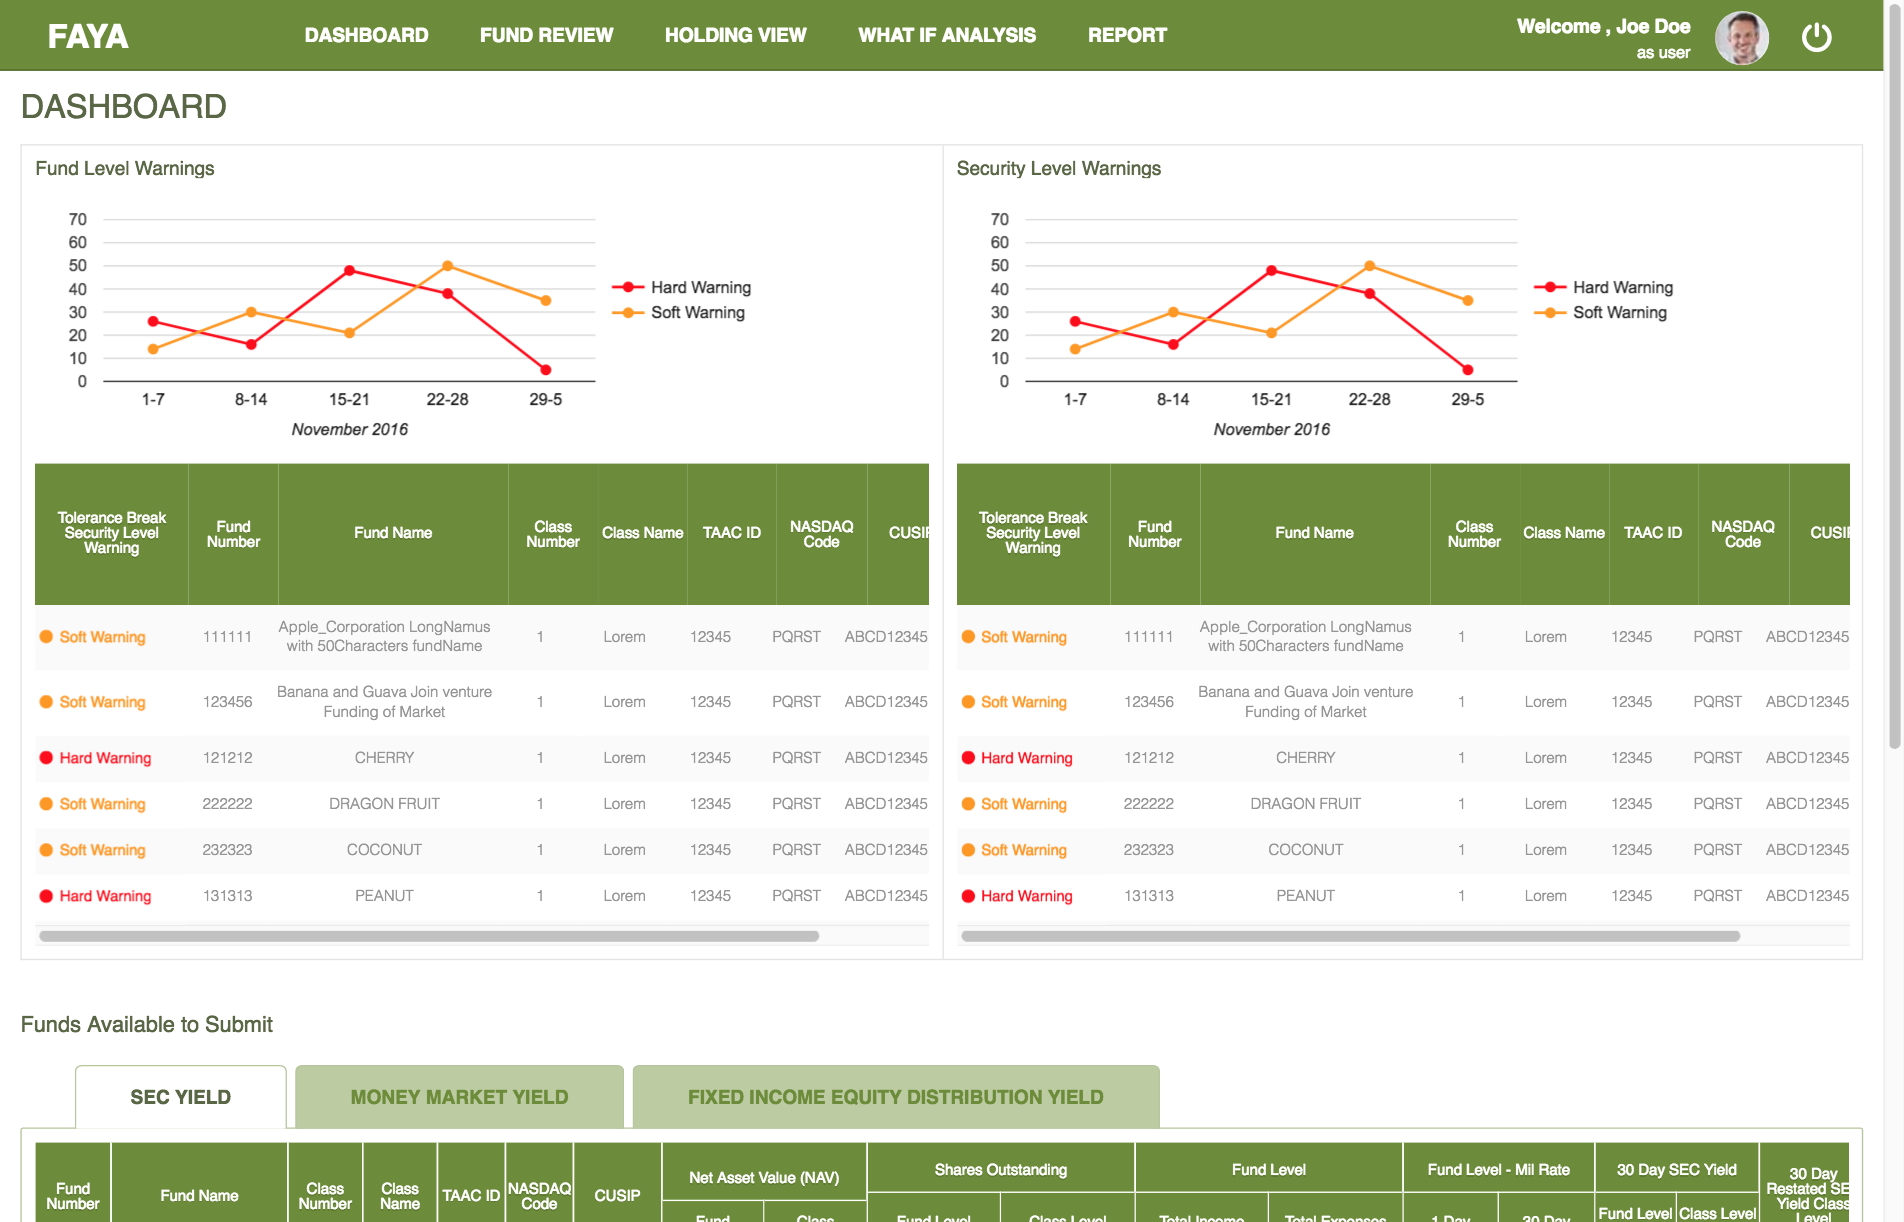 FAYA
DASHBOARD FUND REVIEW HOLDING VIEW WHAT IF ANALYSIS REPORT
Welcome , Joe Doe
as user
DASHBOARD
Fund Level Warnings
70
60
50
40
30
20
10
0
1-7 8-14 15-21 22-28 29-5
November 2016
Hard Warning
Soft Warning
Tolerance Break Security Level Warning Fund Number Fund Name Class Number Class Name TAAC ID NASDAQ Code CUSIP
Soft Warning 111111 Apple_Corporation LongNamus with 50Characters fundName 1 Lorem 12345 PQRST ABCD12345
Soft Warning 123456 Banana and Guava Join venture Funding of Market 1 Lorem 12345 PQRST ABCD12345
Hard Warning 121212 CHERRY 1 Lorem 12345 PQRST ABCD12345
Soft Warning 222222 DRAGON FRUIT 1 Lorem 12345 PQRST ABCD12345
Soft Warning 232323 COCONUT 1 Lorem 12345 PQRST ABCD12345
Hard Warning 131313 PEANUT 1 Lorem 12345 PQRST ABCD12345
Security Level Warnings
70
60
50
40
30
20
10
0
1-7 8-14 15-21 22-28 29-5
November 2016
Hard Warning
Soft Warning
Tolerance Break Security Level Warning Fund Number Fund Name Class Number Class Name TAAC ID NASDAQ Code CUSIP
Soft Warning 111111 Apple_Corporation LongNamus with 50Characters fundName 1 Lorem 12345 PQRST ABCD12345
Soft Warning 123456 Banana and Guava Join venture Funding of Market 1 Lorem 12345 PQRST ABCD12345
Hard Warning 121212 CHERRY 1 Lorem 12345 PQRST ABCD12345
Soft Warning 222222 DRAGON FRUIT 1 Lorem 12345 PQRST ABCD12345
Soft Warning 232323 COCONUT 1 Lorem 12345 PQRST ABCD12345
Hard Warning 131313 PEANUT 1 Lorem 12345 PQRST ABCD12345
Funds Available to Submit
SEC YIELD MONEY MARKET YIELD FIXED INCOME EQUITY DISTRIBUTION YIELD
Fund Number Fund Name Class Number Class Name TAAC ID NASDAQ Code CUSIP Net Asset Value (NAV) Shares Outstanding Fund Level Fund Level - Mil Rate 30 Day SEC Yield 30 Day Restated SE Yield Class Level
Fund Class Fund Level Class Level Total Income Total Expenses 1 Day 30 Day Fund Level Class Level